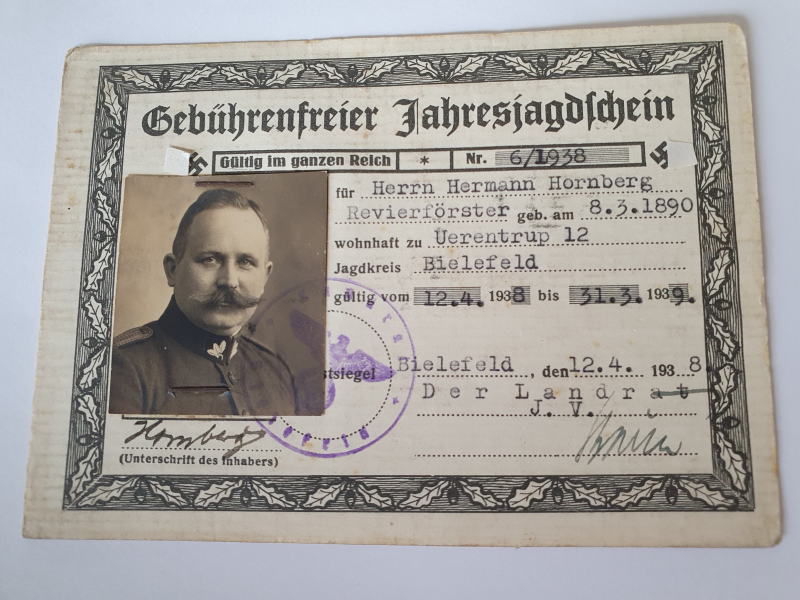 Gebührenfreier Jahresjagdschein
Gültig im ganzen Reich * Nr. 6/1938
für Herrn Hermann Hornberg
Revierförster geb. am 8.3.1890
wohnhaft zu Uerentrup 12
Jagdkreis Bielefeld
gültig vom 12.4. 1938 bis 31.3. 1939.
stsiegel: Bielefeld, den 12.4. 1938
Der Landrat
J. V.
Hornberg
(Unterschrift des Inhabers)